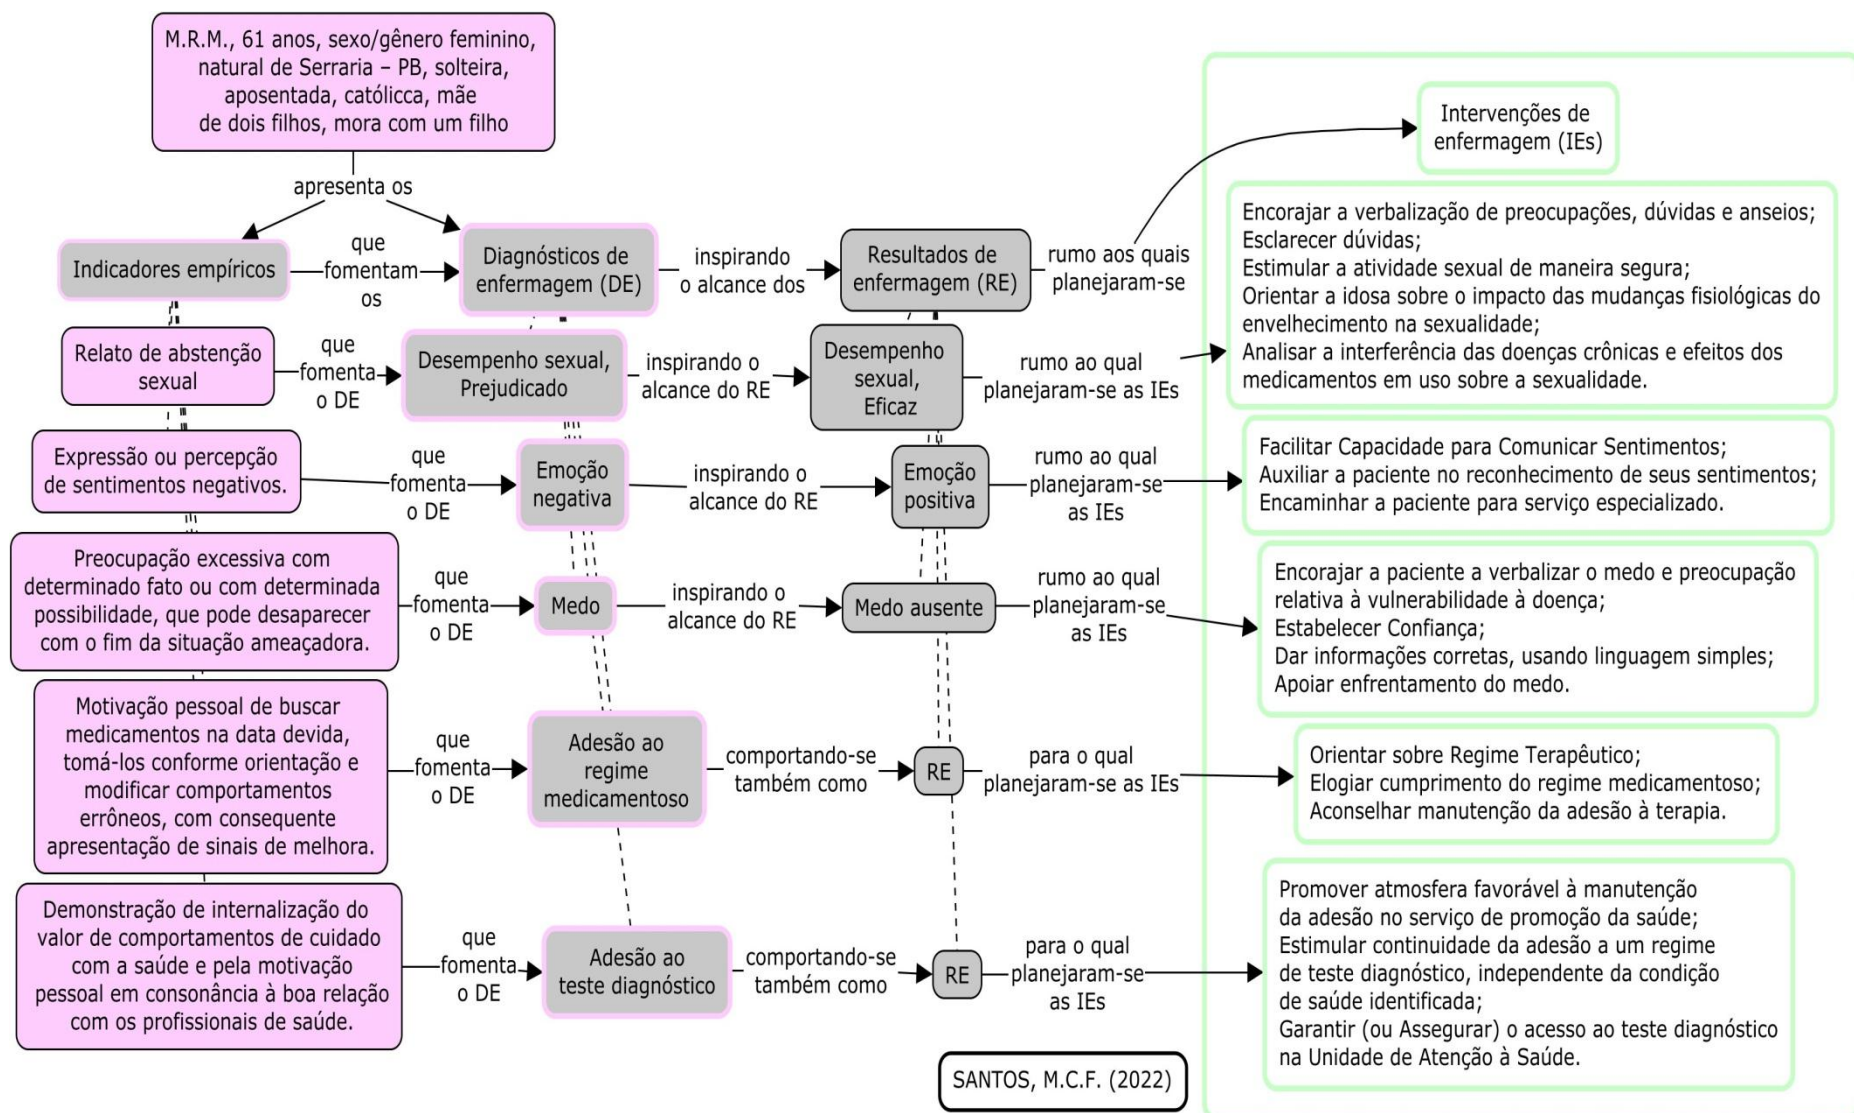 M.R.M., 61 anos, sexo/gênero feminino,
natural de Serraria – PB, solteira,
aposentada, católicca, mãe
de dois filhos, mora com um filho
apresenta os
Indicadores empíricos
que
fomentam
os
Diagnósticos de
enfermagem (DE)
inspirando
o alcance dos
Resultados de
enfermagem (RE)
rumo aos quais
planejaram-se
Intervenções de
enfermagem (IEs)
Relato de abstenção
sexual
que
fomenta
o DE
Desempenho sexual,
Prejudicado
inspirando o
alcance do RE
Desempenho
sexual,
Eficaz
rumo ao qual
planejaram-se as IEs
Encorajar a verbalização de preocupações, dúvidas e anseios;
Esclarecer dúvidas;
Estimular a atividade sexual de maneira segura;
Orientar a idosa sobre o impacto das mudanças fisiológicas do
envelhecimento na sexualidade;
Analisar a interferência das doenças crônicas e efeitos dos
medicamentos em uso sobre a sexualidade.
Expressão ou percepção
de sentimentos negativos.
que
fomenta
o DE
Emoção
negativa
inspirando o
alcance do RE
Emoção
positiva
rumo ao qual
planejaram-se
as IEs
Facilitar Capacidade para Comunicar Sentimentos;
Auxiliar a paciente no reconhecimento de seus sentimentos;
Encaminhar a paciente para serviço especializado.
Preocupação excessiva com
determinado fato ou com determinada
possibilidade, que pode desaparecer
com o fim da situação ameaçadora.
que
fomenta
o DE
Medo
inspirando o
alcance do RE
Medo ausente
rumo ao qual
planejaram-se
as IEs
Encorajar a paciente a verbalizar o medo e preocupação
relativa à vulnerabilidade à doença;
Estabelecer Confiança;
Dar informações corretas, usando linguagem simples;
Apoiar enfrentamento do medo.
Motivação pessoal de buscar
medicamentos na data devida,
tomá-los conforme orientação e
modificar comportamentos
errôneos, com consequente
apresentação de sinais de melhora.
que
fomenta
o DE
Adesão ao
regime
medicamentoso
comportando-se
também como
RE
para o qual
planejaram-se as IEs
Orientar sobre Regime Terapêutico;
Elogiar cumprimento do regime medicamentoso;
Aconselhar manutenção da adesão à terapia.
Demonstração de internalização do
valor de comportamentos de cuidado
com a saúde e pela motivação
pessoal em consonância à boa relação
com os profissionais de saúde.
que
fomenta
o DE
Adesão ao
teste diagnóstico
comportando-se
também como
RE
para o qual
planejaram-se
as IEs
Promover atmosfera favorável à manutenção
da adesão no serviço de promoção da saúde;
Estimular continuidade da adesão a um regime
de teste diagnóstico, independente da condição
de saúde identificada;
Garantir (ou Assegurar) o acesso ao teste diagnóstico
na Unidade de Atenção à Saúde.
SANTOS, M.C.F. (2022)